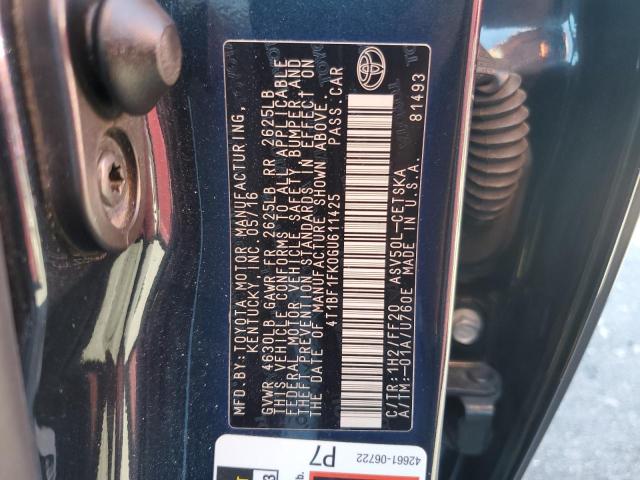 MFD.BY: TOYOTA MOTOR MANUFACTURING,
KENTUCKY, INC. 05/16
GVWR 4630LB GAWR FR 2625LB RR 2625LB
THIS VEHICLE CONFORMS TO ALL APPLICABLE
FEDERAL MOTOR VEHICLE SAFETY, BUMPER, AND
THEFT PREVENTION STANDARDS IN EFFECT ON
THE DATE OF MANUFACTURE SHOWN ABOVE.
4T1BF1FK0GU611425 PASS.CAR
C/TR: 1H2/FF20 ASV50L-CETSKA
A/TM: -01A/U760E MADE IN U.S.A.
81493
42661-06722
P7